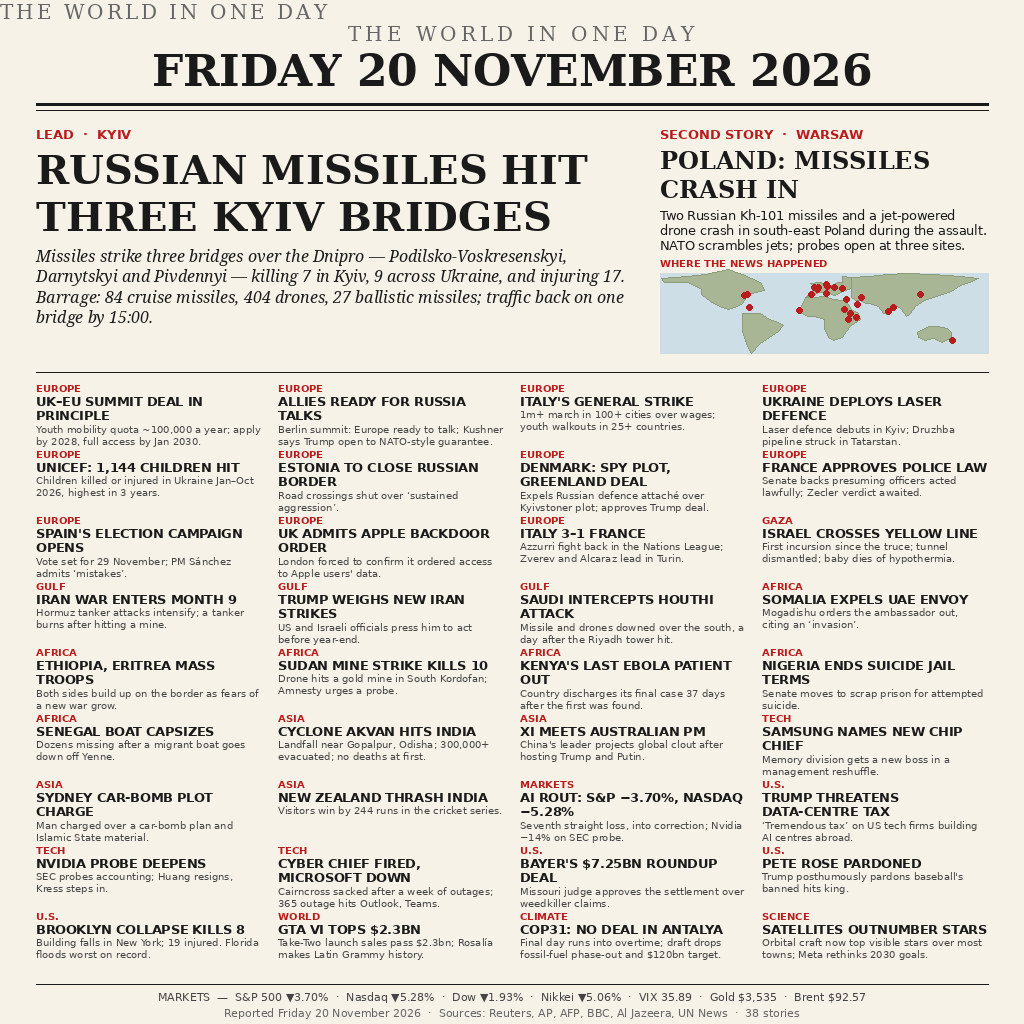 THE WORLD IN ONE DAY
THE WORLD IN ONE DAY
FRIDAY 20 NOVEMBER 2026
LEAD · KYIV
RUSSIAN MISSILES HIT
THREE KYIV BRIDGES
Missiles strike three bridges over the Dnipro — Podilsko-Voskresenskyi,
Darnytskyi and Pivdennyi — killing 7 in Kyiv, 9 across Ukraine, and injuring 17.
Barrage: 84 cruise missiles, 404 drones, 27 ballistic missiles; traffic back on one
bridge by 15:00.
SECOND STORY · WARSAW
POLAND: MISSILES
CRASH IN
Two Russian Kh-101 missiles and a jet-powered
drone crash in south-east Poland during the assault.
NATO scrambles jets; probes open at three sites.
WHERE THE NEWS HAPPENED
EUROPE
UK–EU SUMMIT DEAL IN
PRINCIPLE
Youth mobility quota ~100,000 a year; apply
by 2028, full access by Jan 2030.
EUROPE
ALLIES READY FOR RUSSIA
TALKS
Berlin summit: Europe ready to talk; Kushner
says Trump open to NATO-style guarantee.
EUROPE
ITALY'S GENERAL STRIKE
1m+ march in 100+ cities over wages;
youth walkouts in 25+ countries.
EUROPE
UKRAINE DEPLOYS LASER
DEFENCE
Laser defence debuts in Kyiv; Druzhba
pipeline struck in Tatarstan.
EUROPE
UNICEF: 1,144 CHILDREN HIT
Children killed or injured in Ukraine Jan–Oct
2026, highest in 3 years.
EUROPE
ESTONIA TO CLOSE RUSSIAN
BORDER
Road crossings shut over ‘sustained
aggression’.
EUROPE
DENMARK: SPY PLOT,
GREENLAND DEAL
Expels Russian defence attaché over
Kyivstoner plot; approves Trump deal.
EUROPE
FRANCE APPROVES POLICE LAW
Senate backs presuming officers acted
lawfully; Zecler verdict awaited.
EUROPE
SPAIN'S ELECTION CAMPAIGN
OPENS
Vote set for 29 November; PM Sánchez
admits ‘mistakes’.
EUROPE
UK ADMITS APPLE BACKDOOR
ORDER
London forced to confirm it ordered access
to Apple users' data.
EUROPE
ITALY 3–1 FRANCE
Azzurri fight back in the Nations League;
Zverev and Alcaraz lead in Turin.
GAZA
ISRAEL CROSSES YELLOW LINE
First incursion since the truce; tunnel
dismantled; baby dies of hypothermia.
GULF
IRAN WAR ENTERS MONTH 9
Hormuz tanker attacks intensify; a tanker
burns after hitting a mine.
GULF
TRUMP WEIGHS NEW IRAN
STRIKES
US and Israeli officials press him to act
before year-end.
GULF
SAUDI INTERCEPTS HOUTHI
ATTACK
Missile and drones downed over the south, a
day after the Riyadh tower hit.
AFRICA
SOMALIA EXPELS UAE ENVOY
Mogadishu orders the ambassador out,
citing an ‘invasion’.
AFRICA
ETHIOPIA, ERITREA MASS
TROOPS
Both sides build up on the border as fears of
a new war grow.
AFRICA
SUDAN MINE STRIKE KILLS 10
Drone hits a gold mine in South Kordofan;
Amnesty urges a probe.
AFRICA
KENYA'S LAST EBOLA PATIENT
OUT
Country discharges its final case 37 days
after the first was found.
AFRICA
NIGERIA ENDS SUICIDE JAIL
TERMS
Senate moves to scrap prison for attempted
suicide.
AFRICA
SENEGAL BOAT CAPSIZES
Dozens missing after a migrant boat goes
down off Yenne.
ASIA
CYCLONE AKVAN HITS INDIA
Landfall near Gopalpur, Odisha; 300,000+
evacuated; no deaths at first.
ASIA
XI MEETS AUSTRALIAN PM
China's leader projects global clout after
hosting Trump and Putin.
TECH
SAMSUNG NAMES NEW CHIP
CHIEF
Memory division gets a new boss in a
management reshuffle.
ASIA
SYDNEY CAR-BOMB PLOT
CHARGE
Man charged over a car-bomb plan and
Islamic State material.
ASIA
NEW ZEALAND THRASH INDIA
Visitors win by 244 runs in the cricket series.
MARKETS
AI ROUT: S&P −3.70%, NASDAQ
−5.28%
Seventh straight loss, into correction; Nvidia
−14% on SEC probe.
U.S.
TRUMP THREATENS
DATA-CENTRE TAX
‘Tremendous tax’ on US tech firms building
AI centres abroad.
TECH
NVIDIA PROBE DEEPENS
SEC probes accounting; Huang resigns,
Kress steps in.
TECH
CYBER CHIEF FIRED,
MICROSOFT DOWN
Cairncross sacked after a week of outages;
365 outage hits Outlook, Teams.
U.S.
BAYER'S $7.25BN ROUNDUP
DEAL
Missouri judge approves the settlement over
weedkiller claims.
U.S.
PETE ROSE PARDONED
Trump posthumously pardons baseball's
banned hits king.
U.S.
BROOKLYN COLLAPSE KILLS 8
Building falls in New York; 19 injured. Florida
floods worst on record.
WORLD
GTA VI TOPS $2.3BN
Take-Two launch sales pass $2.3bn; Rosalía
makes Latin Grammy history.
CLIMATE
COP31: NO DEAL IN ANTALYA
Final day runs into overtime; draft drops
fossil-fuel phase-out and $120bn target.
SCIENCE
SATELLITES OUTNUMBER STARS
Orbital craft now top visible stars over most
towns; Meta rethinks 2030 goals.
MARKETS — S&P 500 ▼3.70% · Nasdaq ▼5.28% · Dow ▼1.93% · Nikkei ▼5.06% · VIX 35.89 · Gold $3,535 · Brent $92.57
Reported Friday 20 November 2026 · Sources: Reuters, AP, AFP, BBC, Al Jazeera, UN News · 38 stories